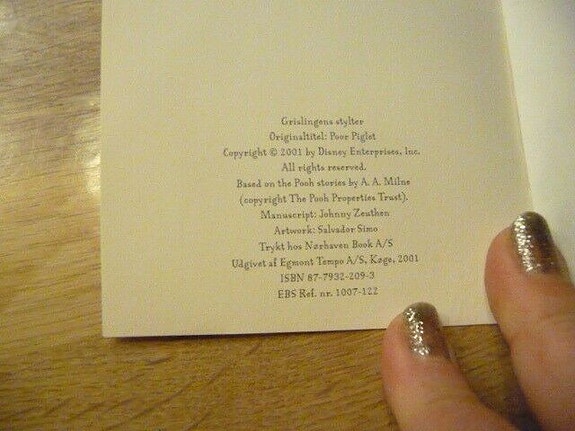 Grislingens stylter
Originaltitel: Poor Piglet
Copyright © 2001 by Disney Enterprises, Inc.
All rights reserved.
Based on the Pooh stories by A. A. Milne
(copyright The Pooh Properties Trust).
Manuscript: Johnny Zeuthen
Artwork: Salvador Simo
Trykt hos Nørhaven Book A/S
Udgivet af Egmont Tempo A/S, Køge, 2001
ISBN 87-7932-209-3
EBS Ref. nr. 1007-122